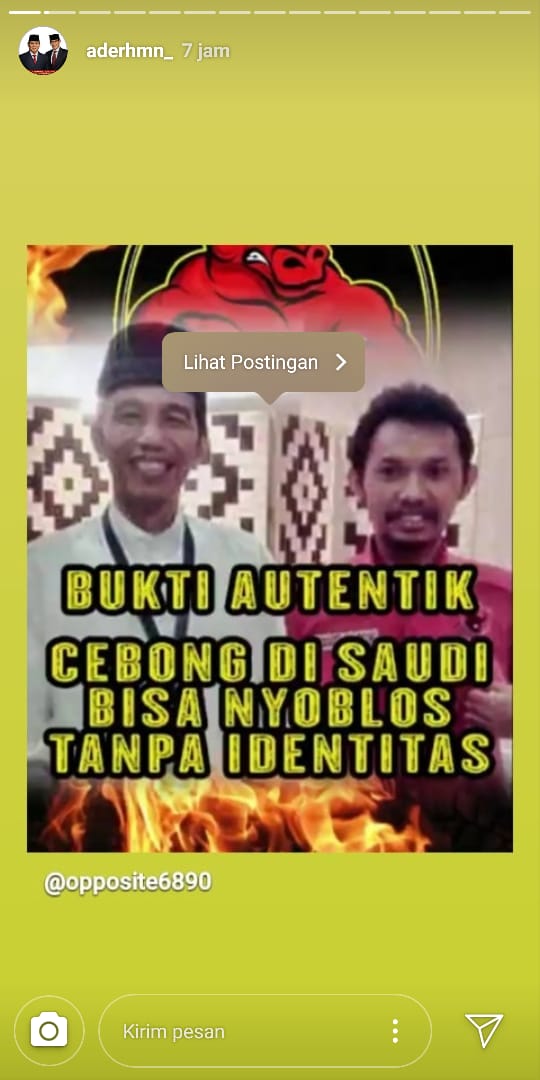 aderhmn_ 7 jam
Lihat Postingan
BUKTI AUTENTIK
CEBONG DI SAUDI
BISA NYOBLOS
TANPA IDENTITAS
@opposite6890
Kirim pesan